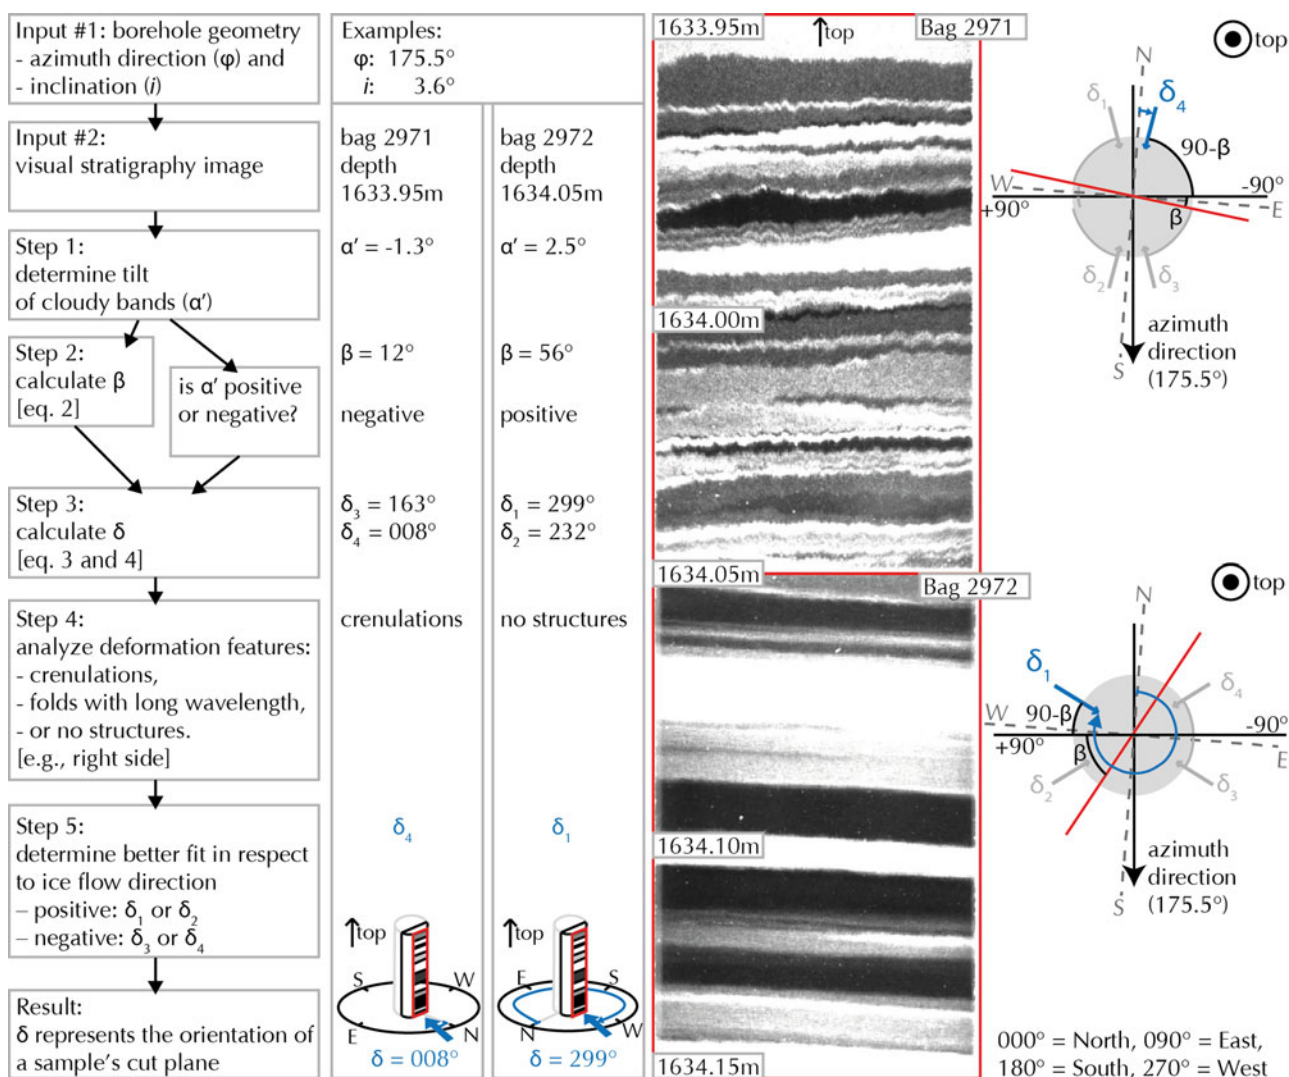 Input #1: borehole geometry
- azimuth direction (φ) and
- inclination (i)
Input #2:
visual stratigraphy image
Step 1:
determine tilt
of cloudy bands (α′)
Step 2:
calculate β
[eq. 2]
is α′ positive
or negative?
Step 3:
calculate δ
[eq. 3 and 4]
Step 4:
analyze deformation features:
- crenulations,
- folds with long wavelength,
- or no structures.
[e.g., right side]
Step 5:
determine better fit in respect
to ice flow direction
– positive: δ₁ or δ₂
– negative: δ₃ or δ₄
Result:
δ represents the orientation of
a sample's cut plane
Examples:
φ: 175.5°
i: 3.6°
bag 2971
depth
1633.95m
α′ = -1.3°
β = 12°
negative
δ₃ = 163°
δ₄ = 008°
crenulations
δ₄
top
S
W
E
N
δ = 008°
bag 2972
depth
1634.05m
α′ = 2.5°
β = 56°
positive
δ₁ = 299°
δ₂ = 232°
no structures
δ₁
top
E
S
N
W
δ = 299°
1633.95m
top
Bag 2971
1634.00m
1634.05m
Bag 2972
1634.10m
1634.15m
top
N
δ₁
δ₄
90-β
W
-90°
+90°
β
E
δ₂
δ₃
azimuth
direction
(175.5°)
S
top
N
δ₁
δ₄
90-β
W
-90°
+90°
β
E
δ₂
δ₃
azimuth
direction
(175.5°)
S
000° = North, 090° = East,
180° = South, 270° = West